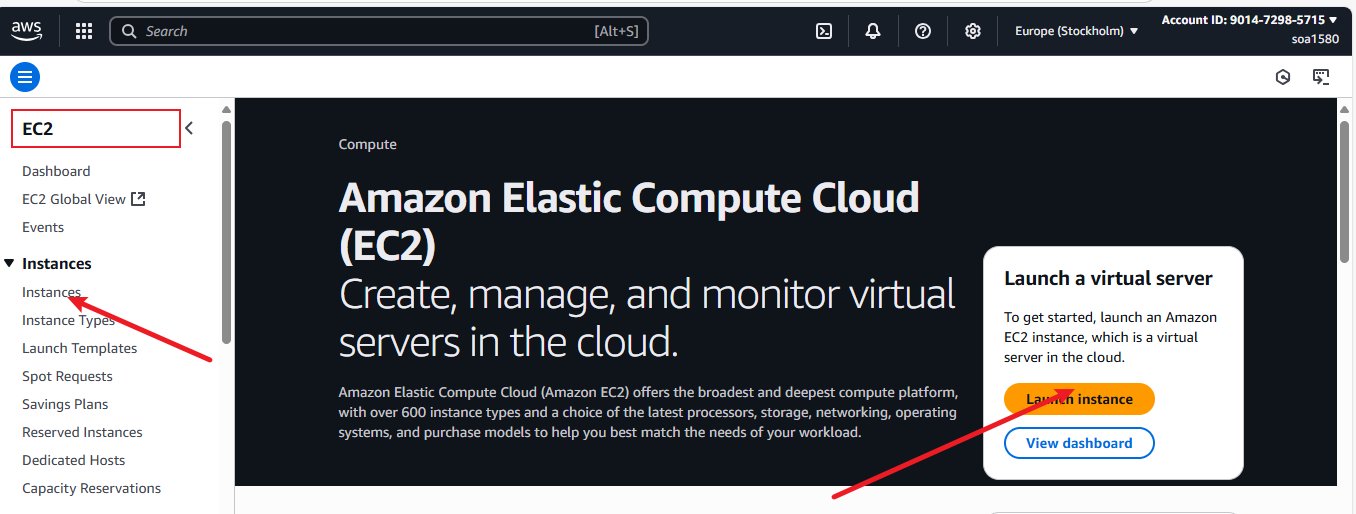 aws
Search
[Alt+S]
Europe (Stockholm)
Account ID: 9014-7298-5715
soa1580
EC2
Dashboard
EC2 Global View
Events
Instances
Instances
Instance Types
Launch Templates
Spot Requests
Savings Plans
Reserved Instances
Dedicated Hosts
Capacity Reservations
Compute
Amazon Elastic Compute Cloud
(EC2)
Create, manage, and monitor virtual
servers in the cloud.
Amazon Elastic Compute Cloud (Amazon EC2) offers the broadest and deepest compute platform,
with over 600 instance types and a choice of the latest processors, storage, networking, operating
systems, and purchase models to help you best match the needs of your workload.
Launch a virtual server
To get started, launch an Amazon
EC2 instance, which is a virtual
server in the cloud.
Launch instance
View dashboard